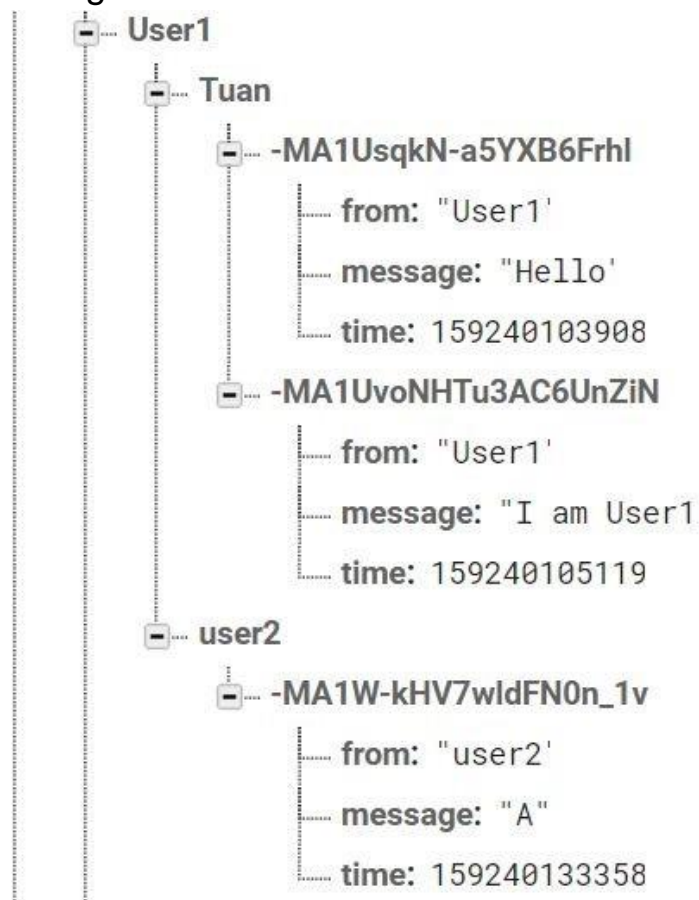 User1
Tuan
-MA1UsqkN-a5YXB6Frhl
from: "User1'
message: "Hello'
time: 159240103908
-MA1UvoNHTu3AC6UnZiN
from: "User1'
message: "I am User1
time: 159240105119
user2
-MA1W-kHV7wldFN0n_1v
from: "user2'
message: "A"
time: 159240133358